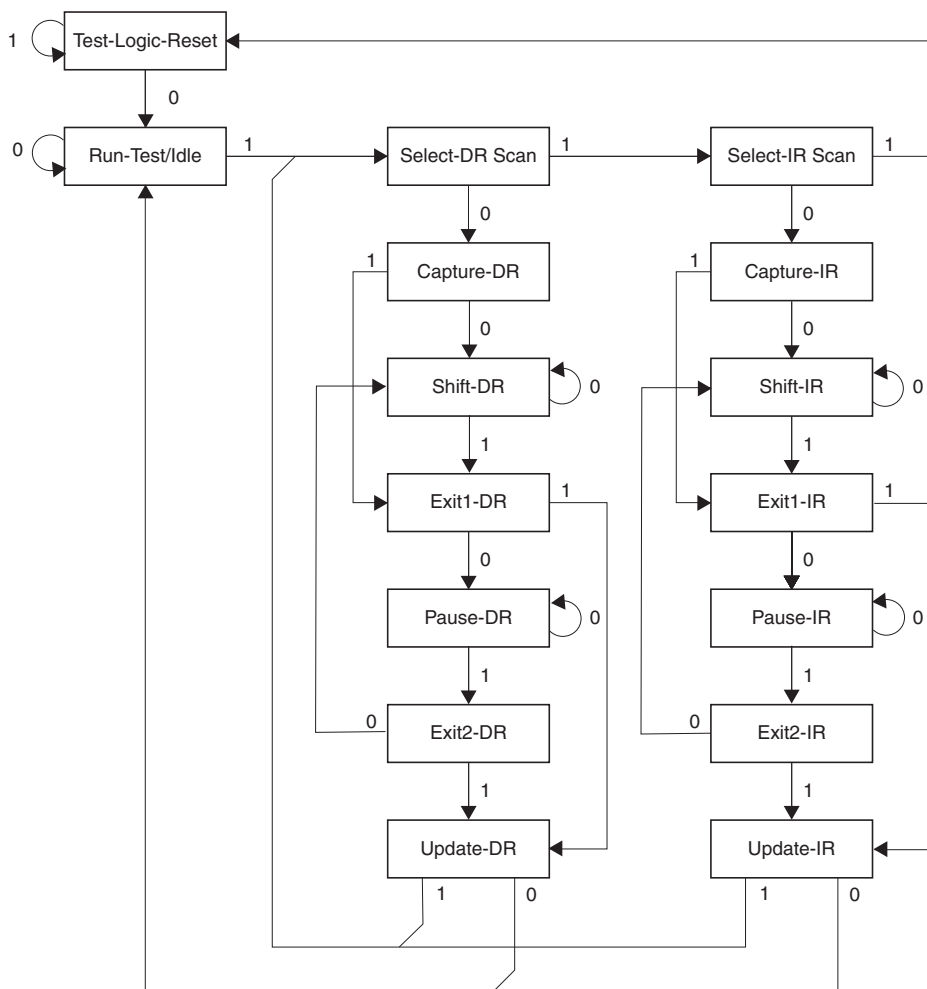 1 Test-Logic-Reset
0
0 Run-Test/Idle 1 Select-DR Scan 1 Select-IR Scan 1
0 0
1 Capture-DR 1 Capture-IR
0 0
Shift-DR 0 Shift-IR 0
1 1
Exit1-DR 1 Exit1-IR 1
0 0
Pause-DR 0 Pause-IR 0
1 1
0 Exit2-DR 0 Exit2-IR
1 1
Update-DR Update-IR
1 0 1 0